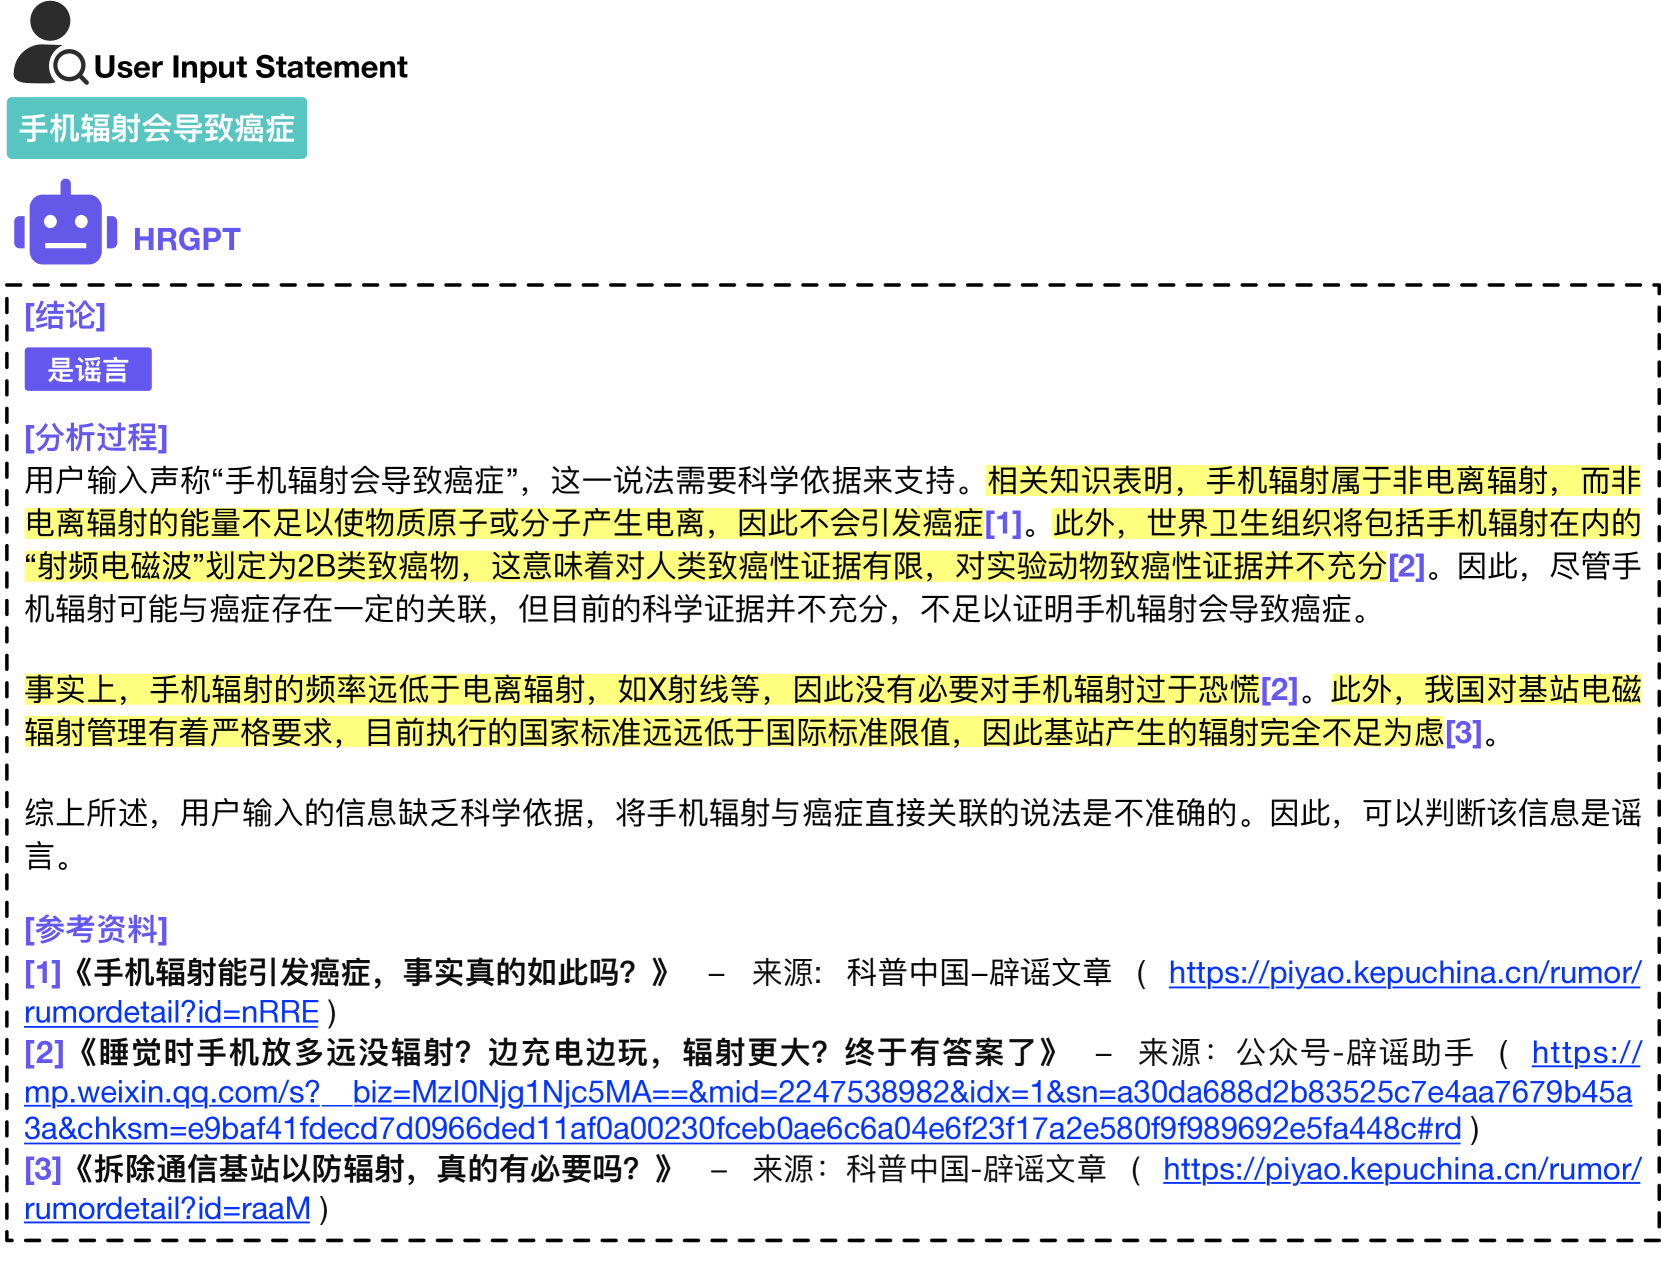 User Input Statement
手机辐射会导致癌症
HRGPT
[结论]
是谣言
[分析过程]
用户输入声称“手机辐射会导致癌症”，这一说法需要科学依据来支持。相关知识表明，手机辐射属于非电离辐射，而非
电离辐射的能量不足以使物质原子或分子产生电离，因此不会引发癌症[1]。此外，世界卫生组织将包括手机辐射在内的
“射频电磁波”划定为2B类致癌物，这意味着对人类致癌性证据有限，对实验动物致癌性证据并不充分[2]。因此，尽管手
机辐射可能与癌症存在一定的关联，但目前的科学证据并不充分，不足以证明手机辐射会导致癌症。
事实上，手机辐射的频率远低于电离辐射，如X射线等，因此没有必要对手机辐射过于恐慌[2]。此外，我国对基站电磁
辐射管理有着严格要求，目前执行的国家标准远远低于国际标准限值，因此基站产生的辐射完全不足为虑[3]。
综上所述，用户输入的信息缺乏科学依据，将手机辐射与癌症直接关联的说法是不准确的。因此，可以判断该信息是谣
言。
[参考资料]
[1]《手机辐射能引发癌症，事实真的如此吗？》 – 来源: 科普中国–辟谣文章 ( https://piyao.kepuchina.cn/rumor/
rumordetail?id=nRRE )
[2]《睡觉时手机放多远没辐射？边充电边玩，辐射更大？终于有答案了》 – 来源：公众号-辟谣助手 ( https://
mp.weixin.qq.com/s?__biz=MzI0Njg1Njc5MA==&mid=2247538982&idx=1&sn=a30da688d2b83525c7e4aa7679b45a
3a&chksm=e9baf41fdecd7d0966ded11af0a00230fceb0ae6c6a04e6f23f17a2e580f9f989692e5fa448c#rd )
[3]《拆除通信基站以防辐射，真的有必要吗？》 – 来源：科普中国-辟谣文章 ( https://piyao.kepuchina.cn/rumor/
rumordetail?id=raaM )